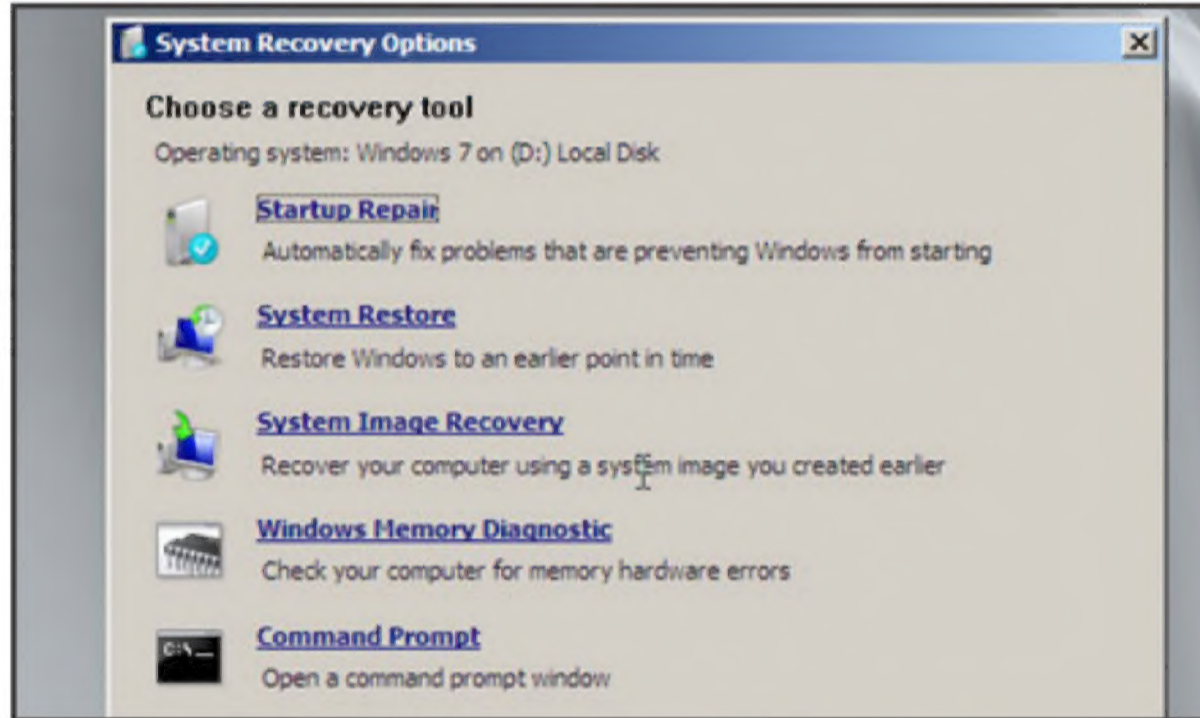 System Recovery Options
Choose a recovery tool
Operating system: Windows 7 on (D:) Local Disk
Startup Repair
Automatically fix problems that are preventing Windows from starting
System Restore
Restore Windows to an earlier point in time
System Image Recovery
Recover your computer using a system image you created earlier
Windows Memory Diagnostic
Check your computer for memory hardware errors
C:\_
Command Prompt
Open a command prompt window